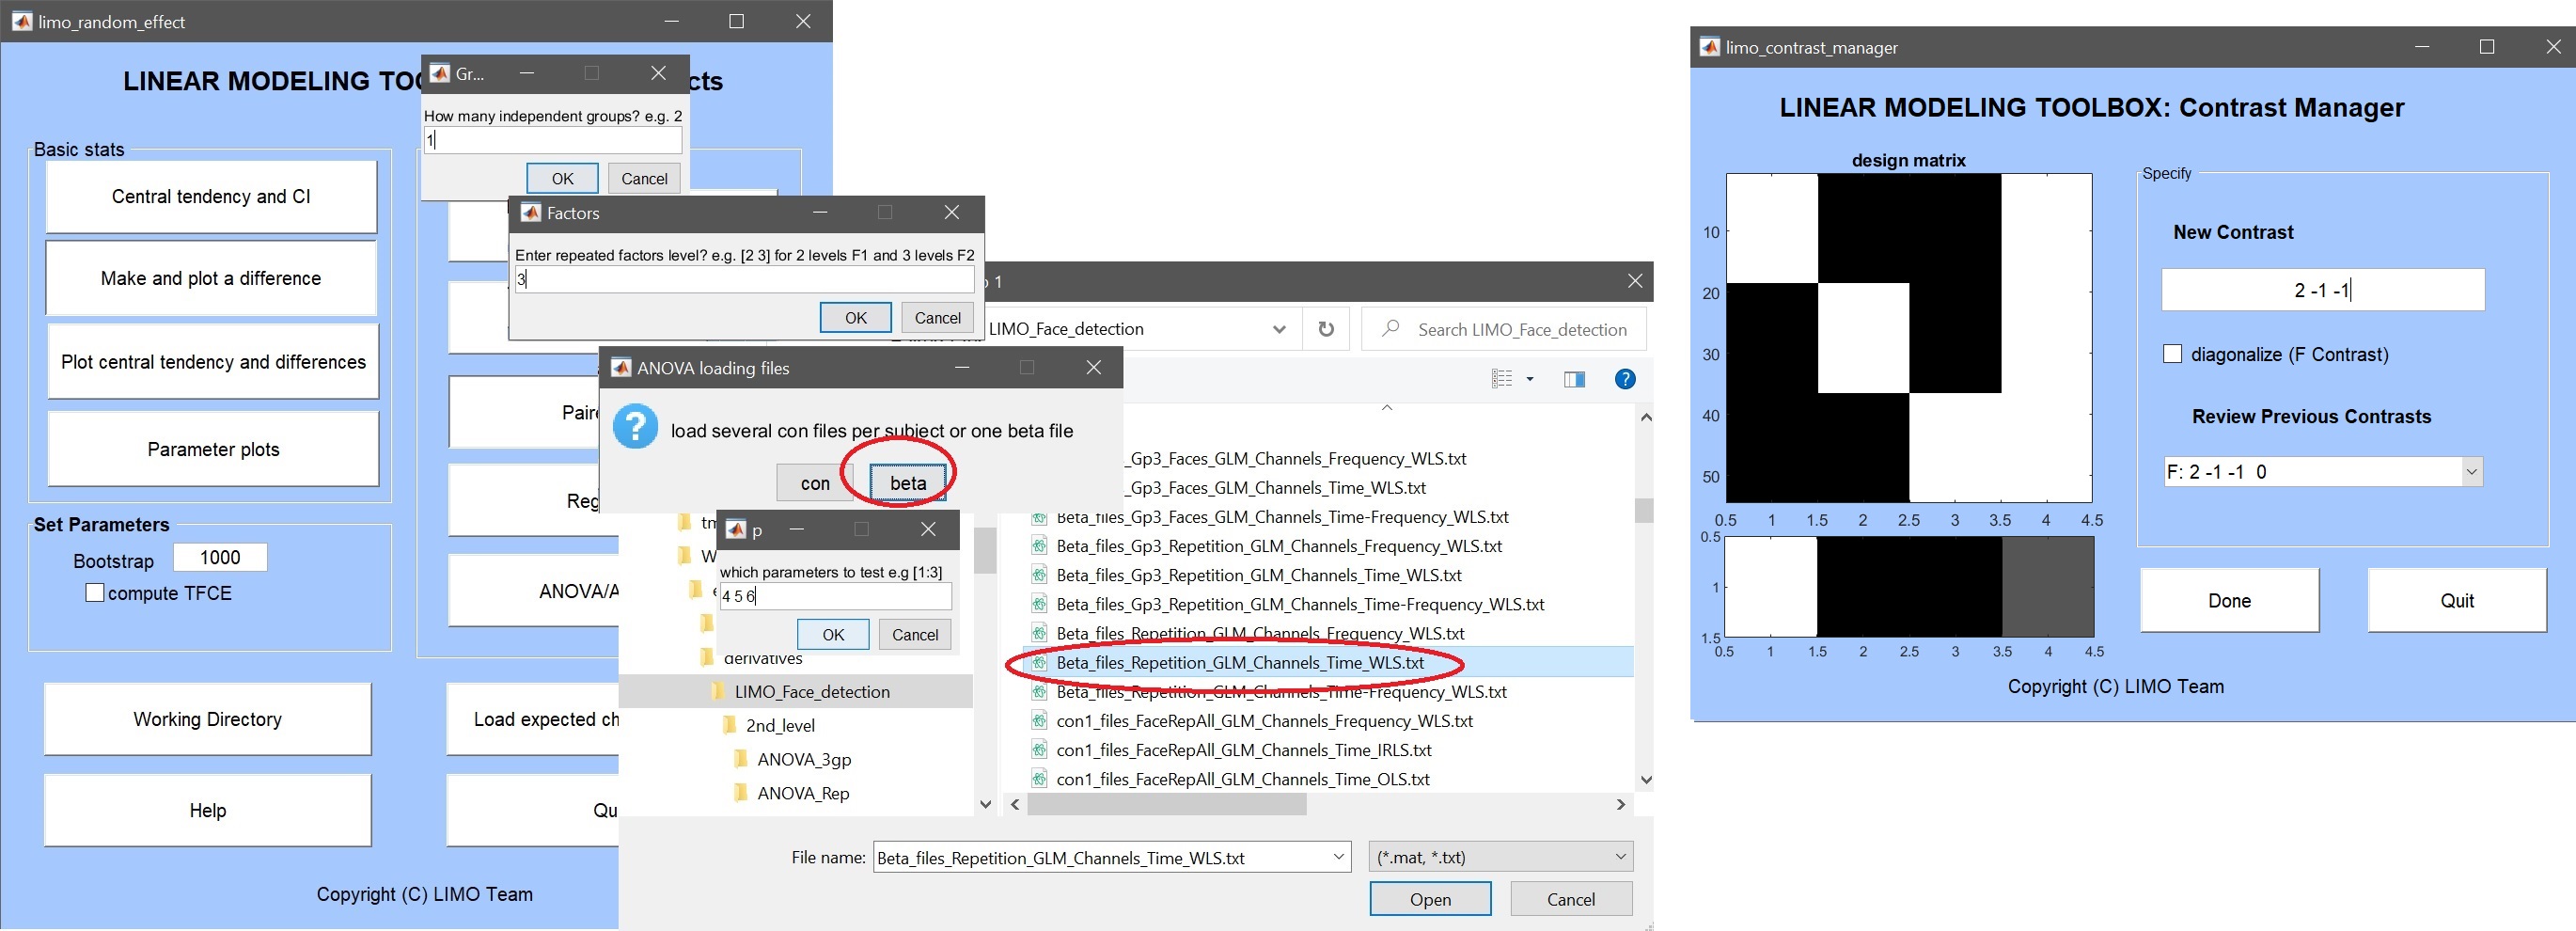 limo_random_effect
LINEAR MODELING TOO
cts
Basic stats
Central tendency and CI
Make and plot a difference
Plot central tendency and differences
Parameter plots
Set Parameters
Bootstrap 1000
compute TFCE
Working Directory
Help
Copyright (C) LIMO Team
Gr...
How many independent groups? e.g. 2
1
OK Cancel
Factors
Enter repeated factors level? e.g. [2 3] for 2 levels F1 and 3 levels F2
3
OK Cancel
Paire
Reg
ANOVA/A
Load expected ch
Qu
1
LIMO_Face_detection
Search LIMO_Face_detection
ANOVA loading files
load several con files per subject or one beta file
con beta
p
which parameters to test e.g [1:3]
4 5 6
OK Cancel
tm
W
derivatives
LIMO_Face_detection
2nd_level
ANOVA_3gp
ANOVA_Rep
_Gp3_Faces_GLM_Channels_Frequency_WLS.txt
_Gp3_Faces_GLM_Channels_Time_WLS.txt
Beta_files_Gp3_Faces_GLM_Channels_Time-Frequency_WLS.txt
Beta_files_Gp3_Repetition_GLM_Channels_Frequency_WLS.txt
Beta_files_Gp3_Repetition_GLM_Channels_Time_WLS.txt
Beta_files_Gp3_Repetition_GLM_Channels_Time-Frequency_WLS.txt
Beta_files_Repetition_GLM_Channels_Frequency_WLS.txt
Beta_files_Repetition_GLM_Channels_Time_WLS.txt
Beta_files_Repetition_GLM_Channels_Time-Frequency_WLS.txt
con1_files_FaceRepAll_GLM_Channels_Frequency_WLS.txt
con1_files_FaceRepAll_GLM_Channels_Time_IRLS.txt
con1_files_FaceRepAll_GLM_Channels_Time_OLS.txt
File name: Beta_files_Repetition_GLM_Channels_Time_WLS.txt
(*.mat, *.txt)
Open Cancel
limo_contrast_manager
LINEAR MODELING TOOLBOX: Contrast Manager
design matrix
10
20
30
40
50
0.5 1 1.5 2 2.5 3 3.5 4 4.5
0.5
1
1.5
0.5 1 1.5 2 2.5 3 3.5 4 4.5
Specify
New Contrast
2 -1 -1
diagonalize (F Contrast)
Review Previous Contrasts
F: 2 -1 -1 0
Done Quit
Copyright (C) LIMO Team